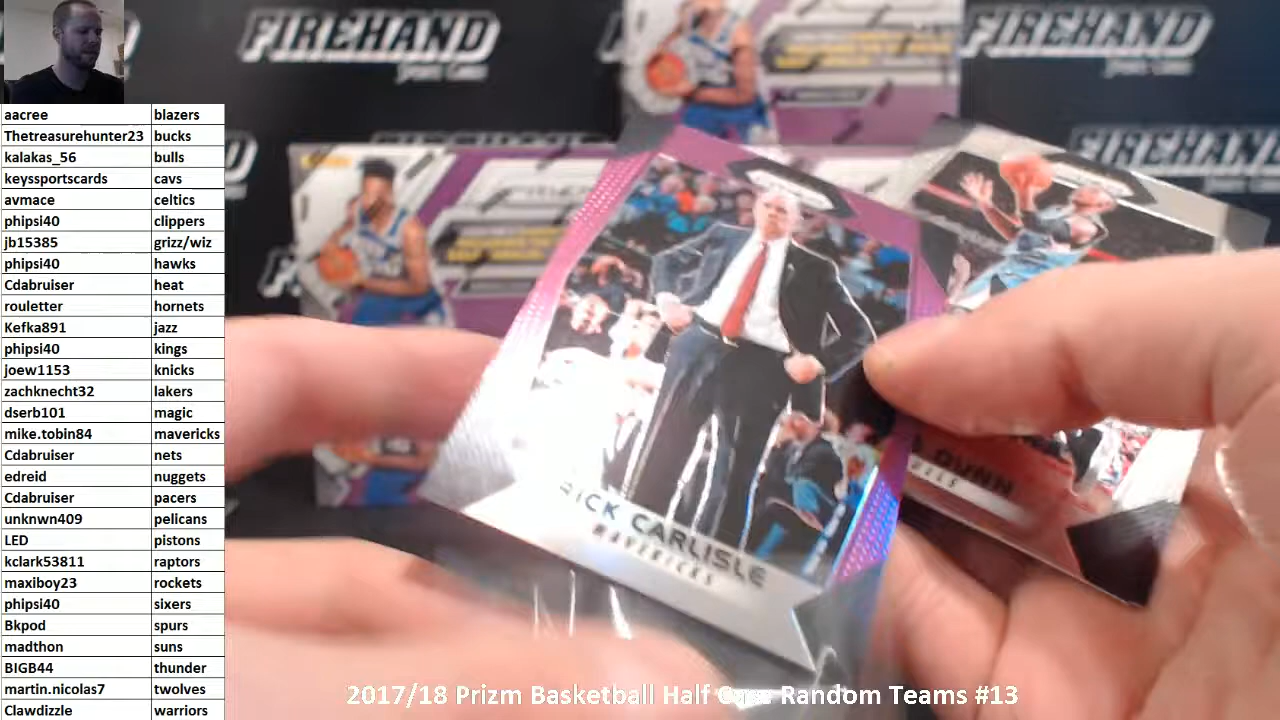 FIREHAND
FIREHAND
FIREHAND
aacree blazers
Thetreasurehunter23 bucks
kalakas_56 bulls
keyssportscards cavs
avmace celtics
phipsi40 clippers
jb15385 grizz/wiz
phipsi40 hawks
Cdabruiser heat
rouletter hornets
Kefka891 jazz
phipsi40 kings
joew1153 knicks
zachknecht32 lakers
dserb101 magic
mike.tobin84 mavericks
Cdabruiser nets
edreid nuggets
Cdabruiser pacers
unknwn409 pelicans
LED pistons
kclark53811 raptors
maxiboy23 rockets
phipsi40 sixers
Bkpod spurs
madthon suns
BIGB44 thunder
martin.nicolas7 twolves
Clawdizzle warriors
RICK CARLISLE
MAVERICKS
DUNN
2017/18 Prizm Basketball Half Case Random Teams #13